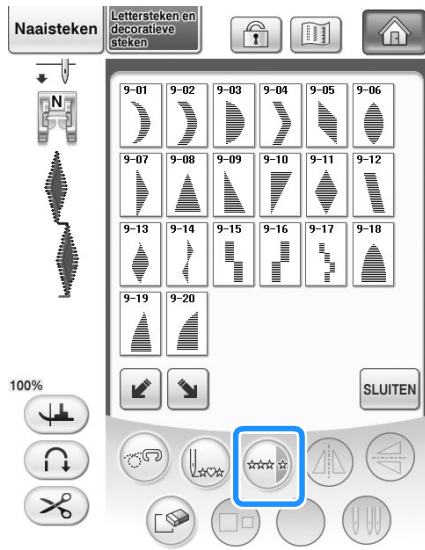 Naaisteken
Lettersteken en
decoratieve
steken
N
9-01 9-02 9-03 9-04 9-05 9-06
9-07 9-08 9-09 9-10 9-11 9-12
9-13 9-14 9-15 9-16 9-17 9-18
9-19 9-20
100%
SLUITEN